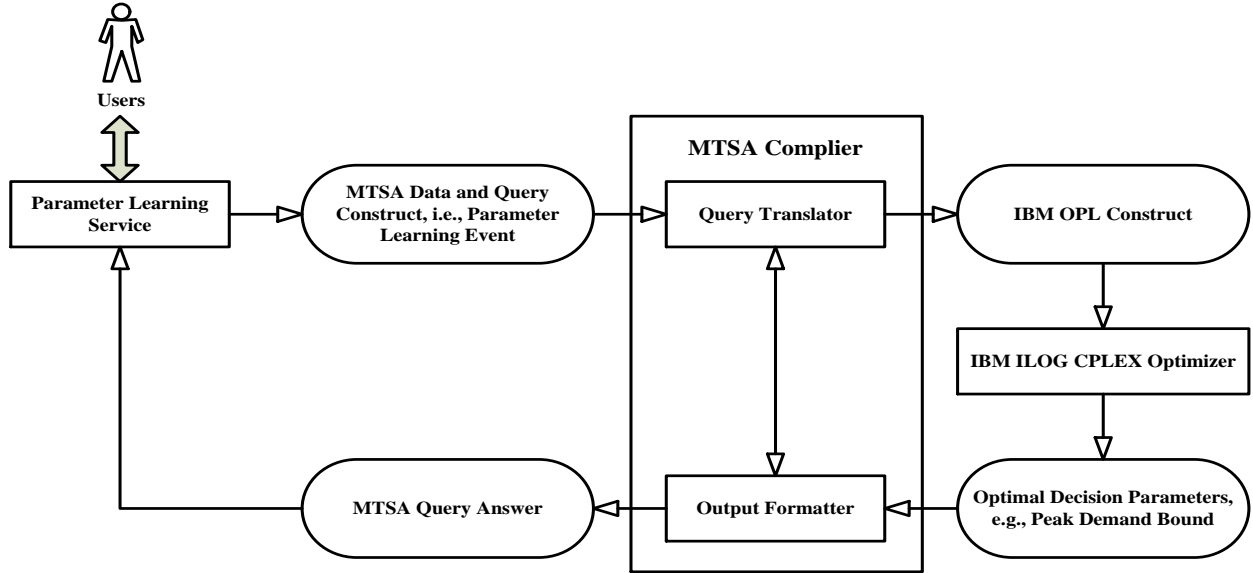 Users
Parameter Learning
Service
MTSA Data and Query
Construct, i.e., Parameter
Learning Event
MTSA Complier
Query Translator
IBM OPL Construct
IBM ILOG CPLEX Optimizer
Optimal Decision Parameters,
e.g., Peak Demand Bound
Output Formatter
MTSA Query Answer